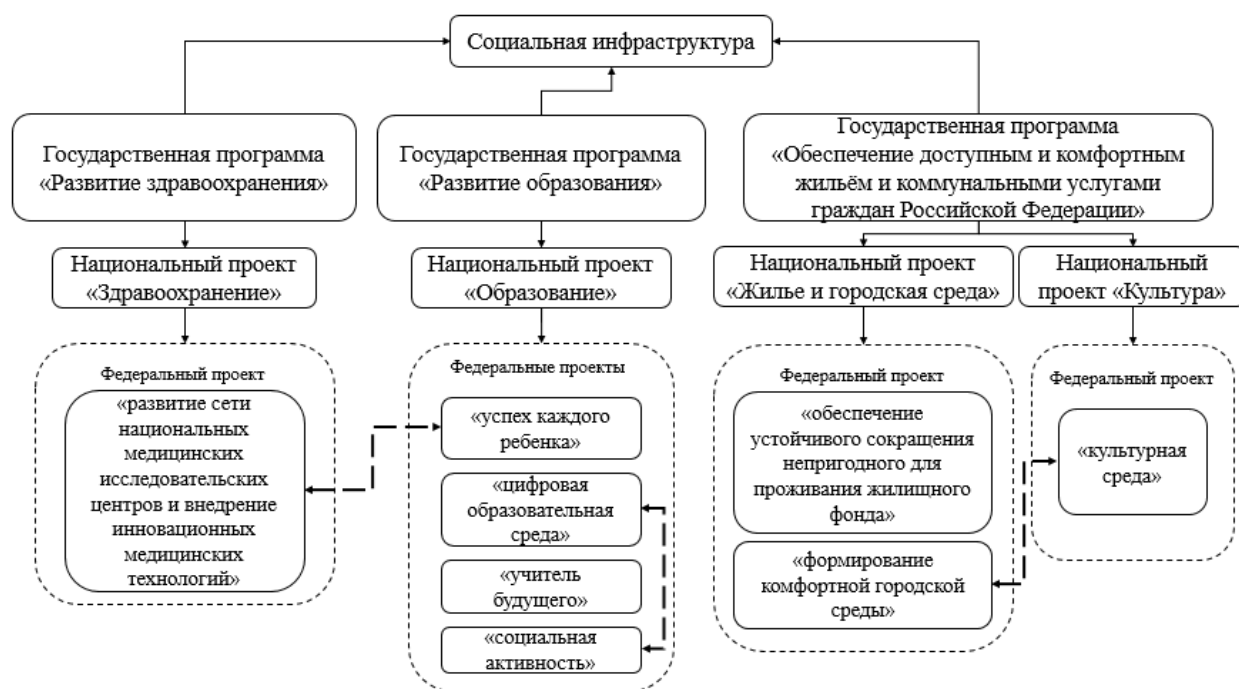 Социальная инфраструктура
Государственная программа
«Развитие здравоохранения»
Государственная программа
«Развитие образования»
Государственная программа
«Обеспечение доступным и комфортным
жильём и коммунальными услугами
граждан Российской Федерации»
Национальный проект
«Здравоохранение»
Национальный проект
«Образование»
Национальный проект
«Жилье и городская среда»
Национальный
проект «Культура»
Федеральный проект
«развитие сети
национальных
медицинских
исследовательских
центров и внедрение
инновационных
медицинских
технологий»
Федеральные проекты
«успех каждого
ребенка»
«цифровая
образовательная
среда»
«учитель
будущего»
«социальная
активность»
Федеральный проект
«обеспечение
устойчивого сокращения
непригодного для
проживания жилищного
фонда»
«формирование
комфортной городской
среды»
Федеральный проект
«культурная
среда»